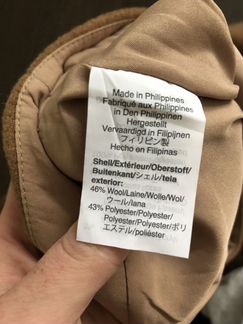 Made in Philippines
Fabriqué aux Philippines
in Den Philippinen
Hergestellt
Vervaardigd in Filipijnen
フィリピン製
Hecho en Filipinas
Shell/Extérieur/Oberstoff/
Buitenkant/シェル/tela
exterior:
46% Wool/Laine/Wolle/Wol/
ウール/lana
43% Polyester/Polyester/
Polyester/Polyester/ポリ
エステル/poliéster